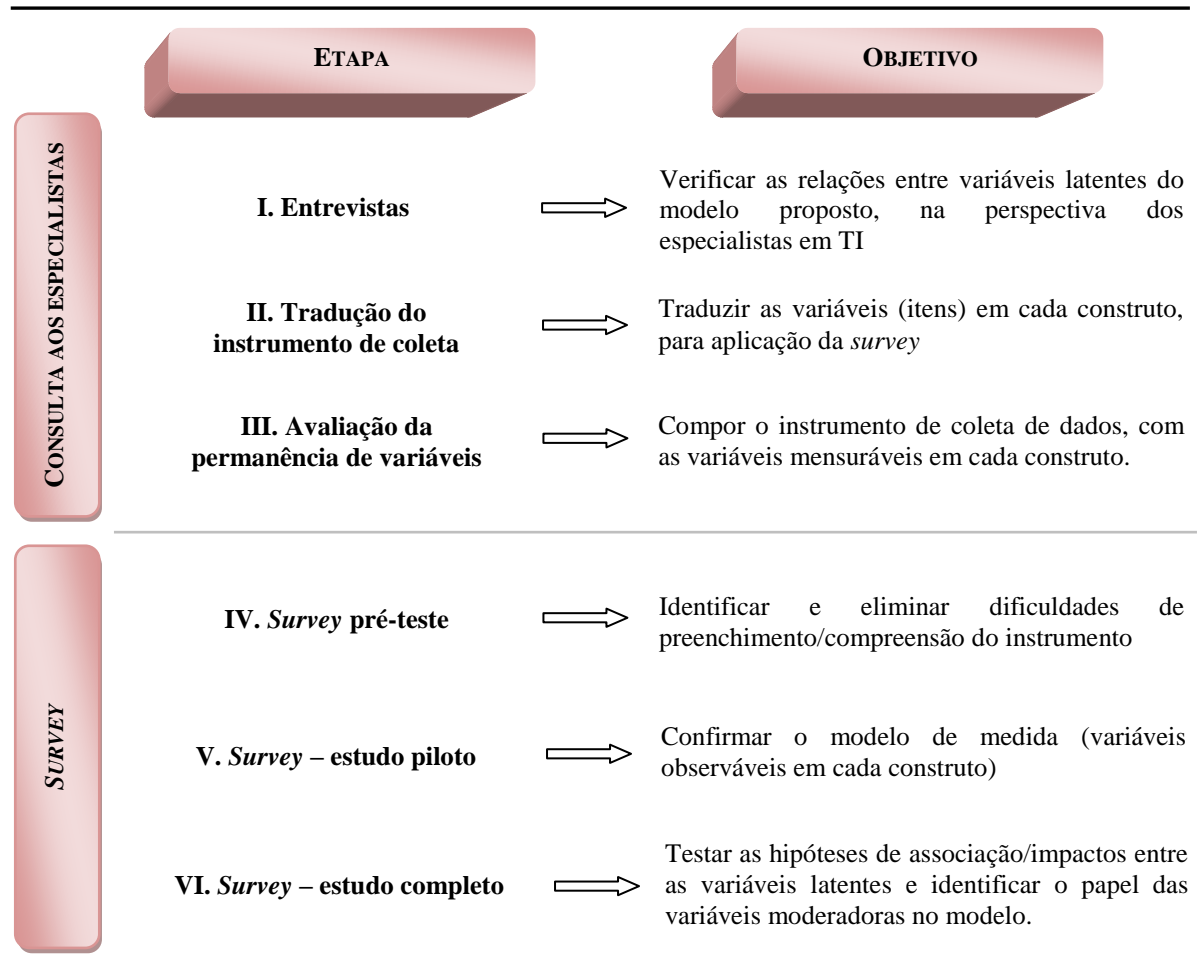 ETAPA
OBJETIVO
CONSULTA AOS ESPECIALISTAS
I. Entrevistas
Verificar as relações entre variáveis latentes do
modelo proposto, na perspectiva dos
especialistas em TI
II. Tradução do
instrumento de coleta
Traduzir as variáveis (itens) em cada construto,
para aplicação da survey
III. Avaliação da
permanência de variáveis
Compor o instrumento de coleta de dados, com
as variáveis mensuráveis em cada construto.
SURVEY
IV. Survey pré-teste
Identificar e eliminar dificuldades de
preenchimento/compreensão do instrumento
V. Survey – estudo piloto
Confirmar o modelo de medida (variáveis
observáveis em cada construto)
VI. Survey – estudo completo
Testar as hipóteses de associação/impactos entre
as variáveis latentes e identificar o papel das
variáveis moderadoras no modelo.